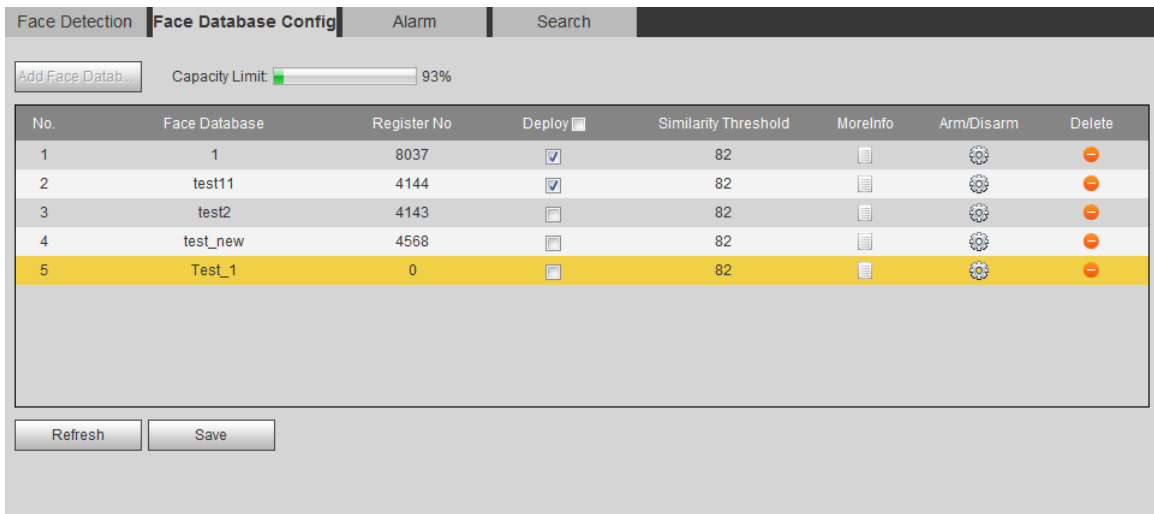 Face Detection Face Database Config Alarm Search
Add Face Datab... Capacity Limit: 93%
No. Face Database Register No Deploy Similarity Threshold MoreInfo Arm/Disarm Delete
1 1 8037 82
2 test11 4144 82
3 test2 4143 82
4 test_new 4568 82
5 Test_1 0 82
Refresh Save